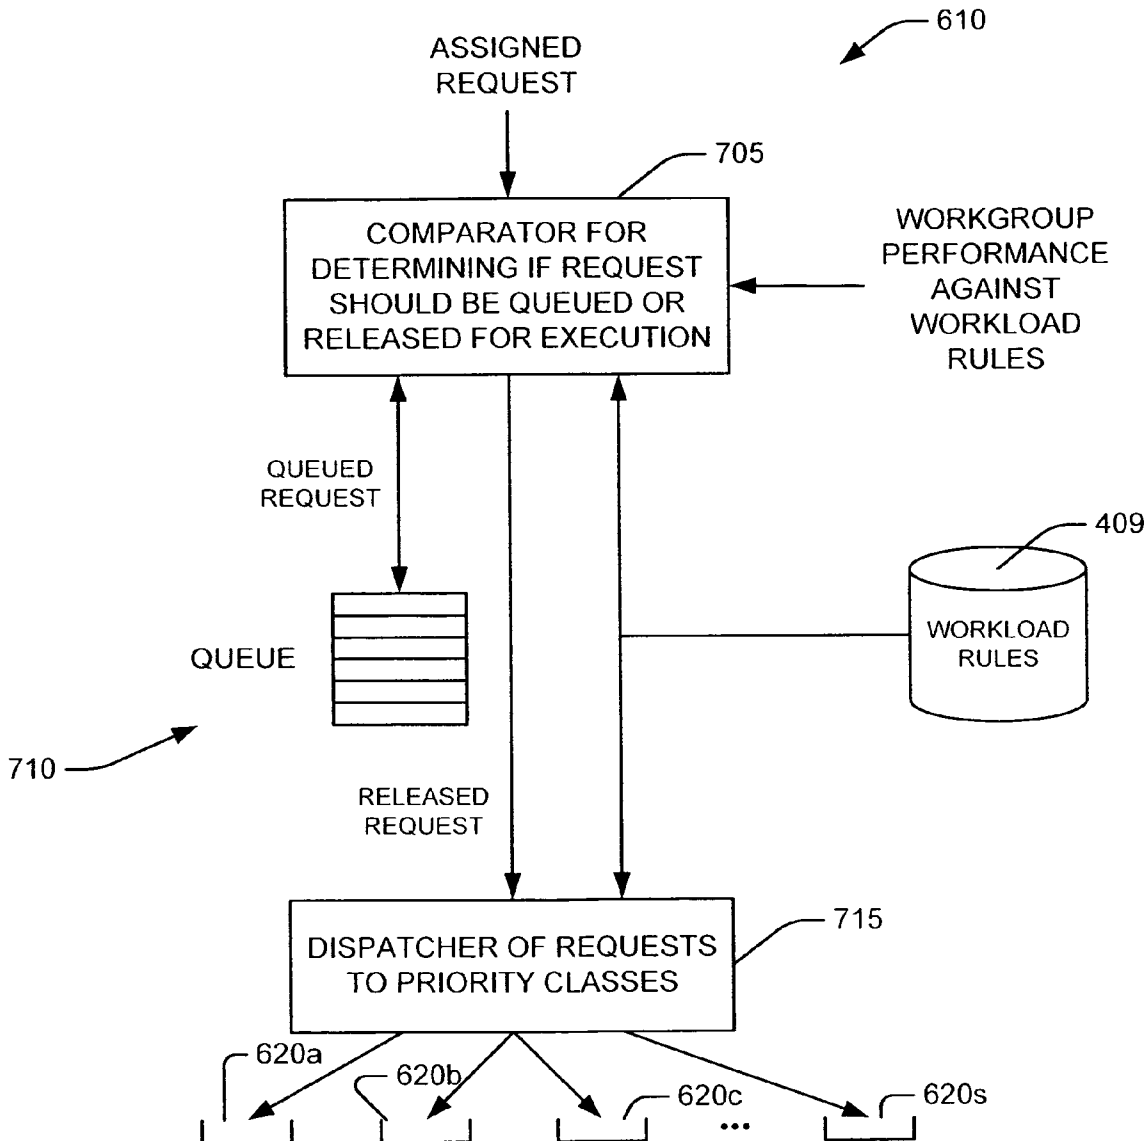 610
ASSIGNED
REQUEST
705
COMPARATOR FOR
DETERMINING IF REQUEST
SHOULD BE QUEUED OR
RELEASED FOR EXECUTION
WORKGROUP
PERFORMANCE
AGAINST
WORKLOAD
RULES
QUEUED
REQUEST
409
WORKLOAD
RULES
QUEUE
710
RELEASED
REQUEST
715
DISPATCHER OF REQUESTS
TO PRIORITY CLASSES
620a
620b
620c
...
620s